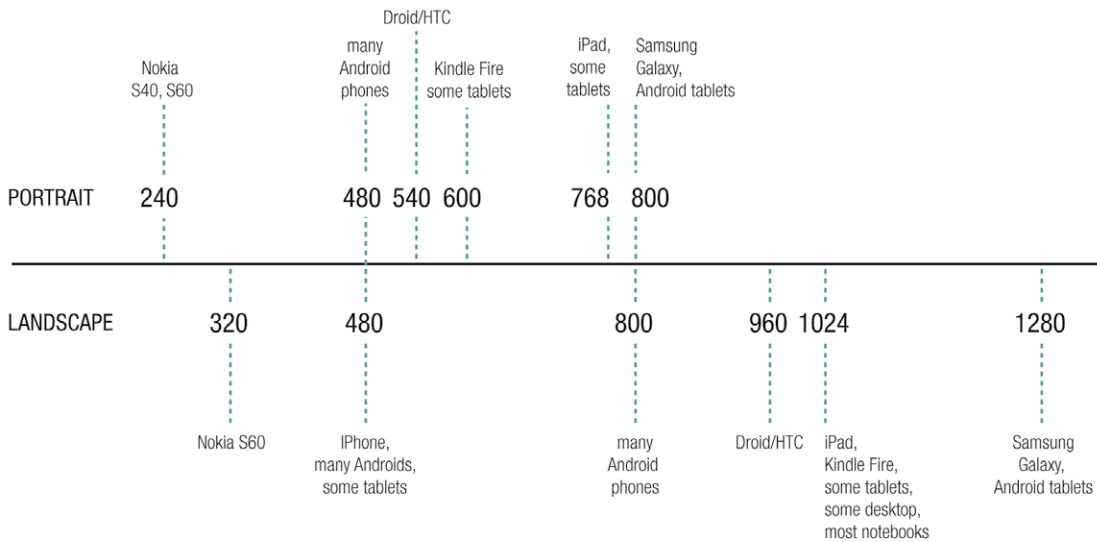 Droid/HTC
many
Android
phones
iPad,
some
tablets
Samsung
Galaxy,
Android tablets
Nokia
S40, S60
Kindle Fire
some tablets
PORTRAIT 240 480 540 600 768 800
LANDSCAPE 320 480 800 960 1024 1280
Nokia S60
IPhone,
many Androids,
some tablets
many
Android
phones
Droid/HTC
iPad,
Kindle Fire,
some tablets,
some desktop,
most notebooks
Samsung
Galaxy,
Android tablets